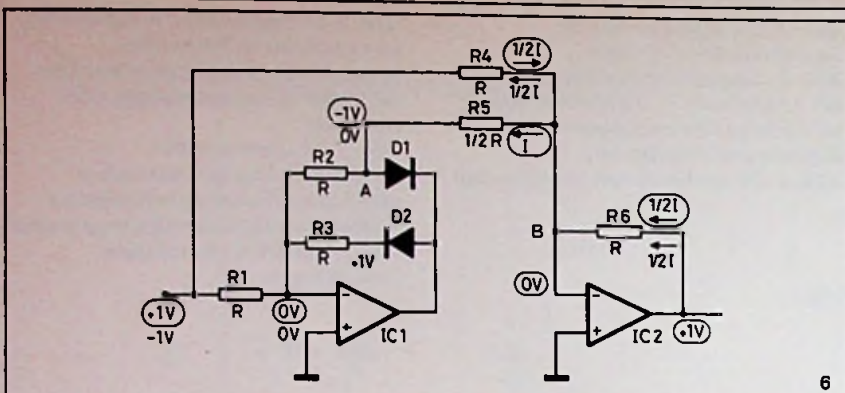 1/2I
R4
R
1/2I
-1V
0V
R5
1/2R
I
R2
R
A
D1
R3
R
+1V
D2
B
R6
R
1/2I
1/2I
R1
R
+1V
-1V
0V
0V
-
+
IC1
0V
-
+
IC2
+1V
6